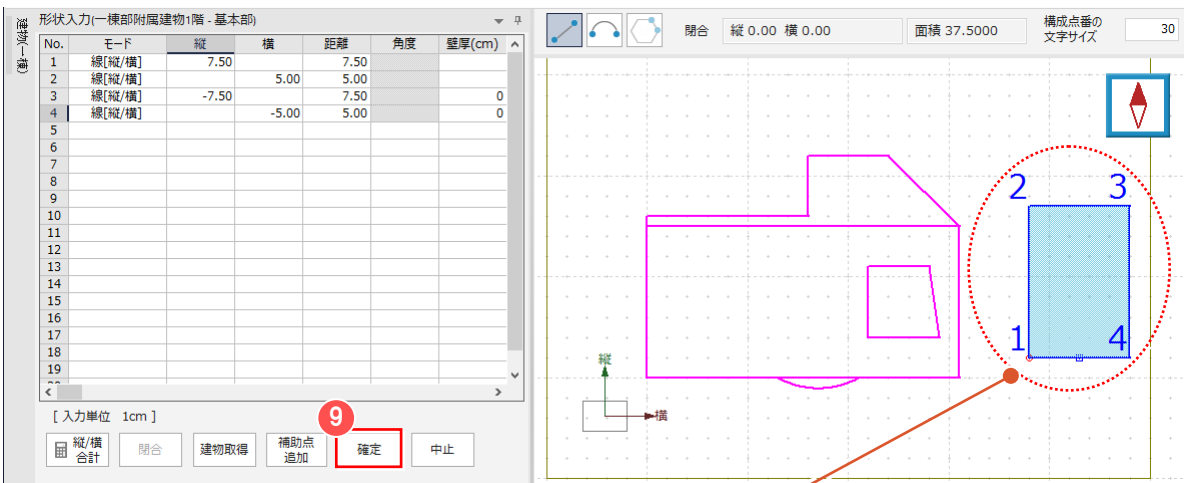 建物(一棟)
形状入力(一棟部附属建物1階 - 基本部)
No. モード 縦 横 距離 角度 壁厚(cm)
1 線[縦/横] 7.50 7.50
2 線[縦/横] 5.00 5.00
3 線[縦/横] -7.50 7.50 0
4 線[縦/横] -5.00 5.00 0
5
6
7
8
9
10
11
12
13
14
15
16
17
18
19
[ 入力単位 1cm ]
9
縦/横
合計
閉合
建物取得
補助点
追加
確定
中止
閉合 縦 0.00 横 0.00
面積 37.5000
構成点番の
文字サイズ
30
2 3
1 4
縦
横